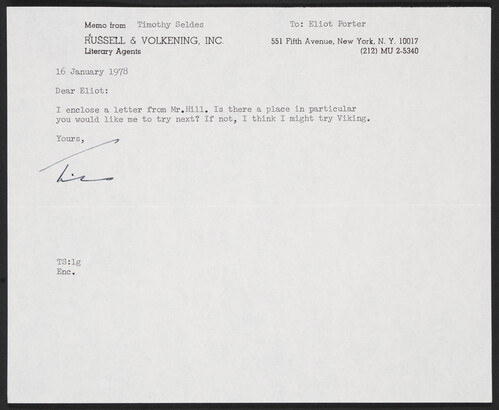 Memo from Timothy Seldes To: Eliot Porter
RUSSELL & VOLKENING, INC. 551 Fifth Avenue, New York, N. Y. 10017
Literary Agents (212) MU 2-5340
16 January 1978
Dear Eliot:
I enclose a letter from Mr.Hill. Is there a place in particular
you would like me to try next? If not, I think I might try Viking.
Yours,
Tim
TS:lg
Enc.